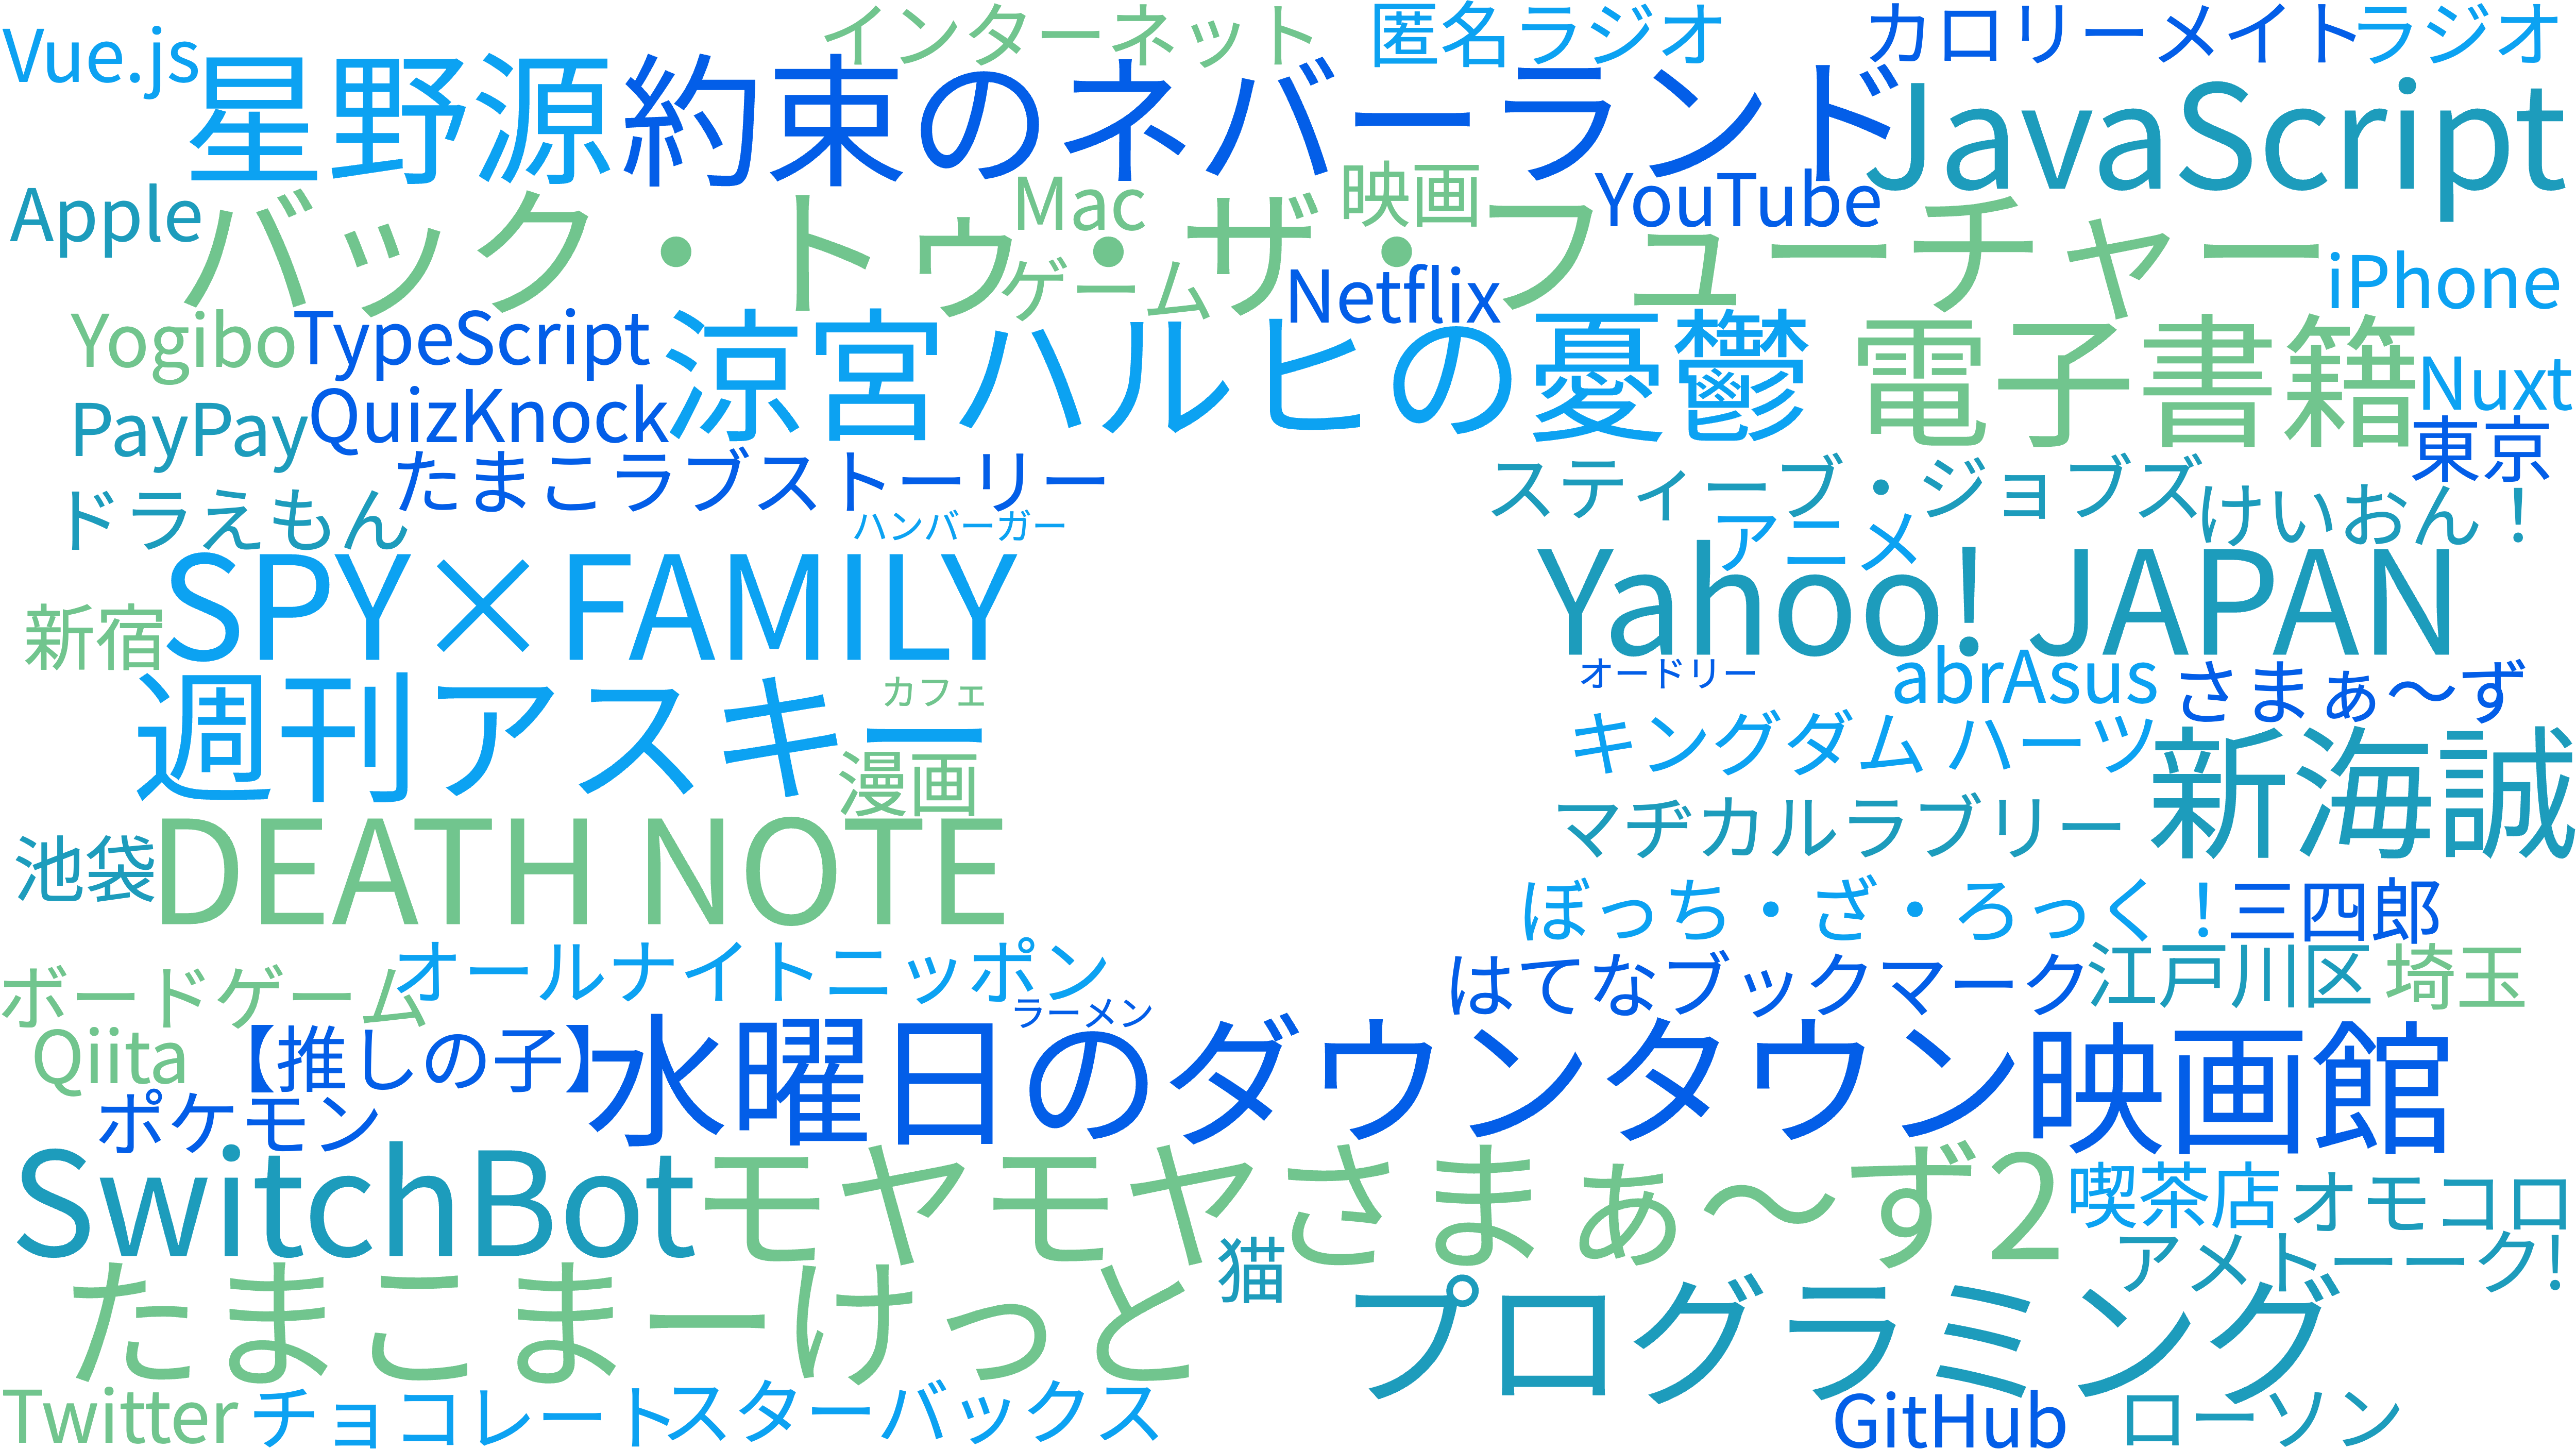 インターネット 匿名ラジオ カロリーメイト ラジオ
Vue.js 星野源 約束のネバーランド JavaScript
Apple Mac 映画 YouTube
バック・トゥ・ザ・フューチャー iPhone
ゲーム Netflix
Yogibo TypeScript 涼宮ハルヒの憂鬱 電子書籍 Nuxt
PayPay QuizKnock 東京
たまこラブストーリー スティーブ・ジョブズ けいおん！
ドラえもん ハンバーガー アニメ
SPY×FAMILY Yahoo! JAPAN
新宿 オードリー abrAsus さまぁ〜ず
週刊アスキー カフェ キングダム ハーツ 新海誠
漫画 マヂカルラブリー
池袋 DEATH NOTE ぼっち・ざ・ろっく！ 三四郎
ボードゲーム オールナイトニッポン はてなブックマーク 江戸川区 埼玉
Qiita 【推しの子】 ラーメン
水曜日のダウンタウン 映画館
ポケモン
SwitchBot モヤモヤさまぁ〜ず2 喫茶店 オモコロ
猫 アメトーーク!
たまこまーけっと プログラミング
Twitter チョコレート スターバックス GitHub ローソン